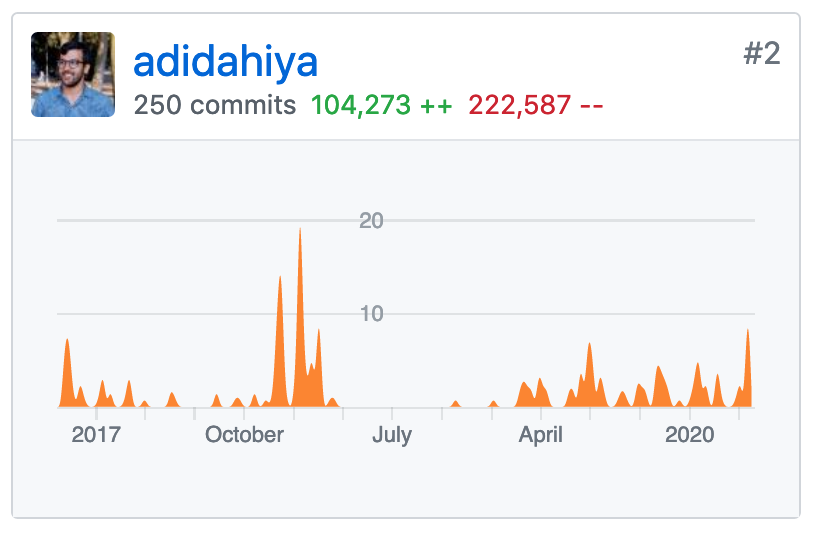 adidahiya
#2
250 commits 104,273 ++ 222,587 --
20
10
2017 October July April 2020